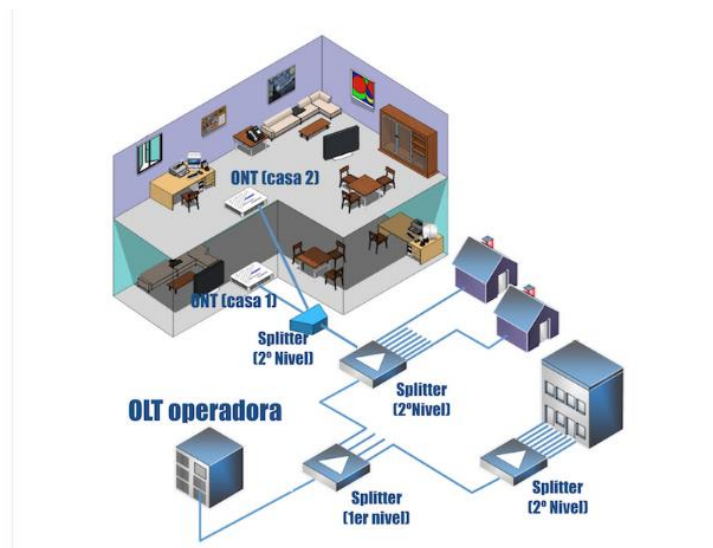 ONT (casa 2)
ONT (casa 1)
Splitter
(2º Nivel)
Splitter
(2ºNivel)
OLT operadora
Splitter
(1er nivel)
Splitter
(2º Nivel)